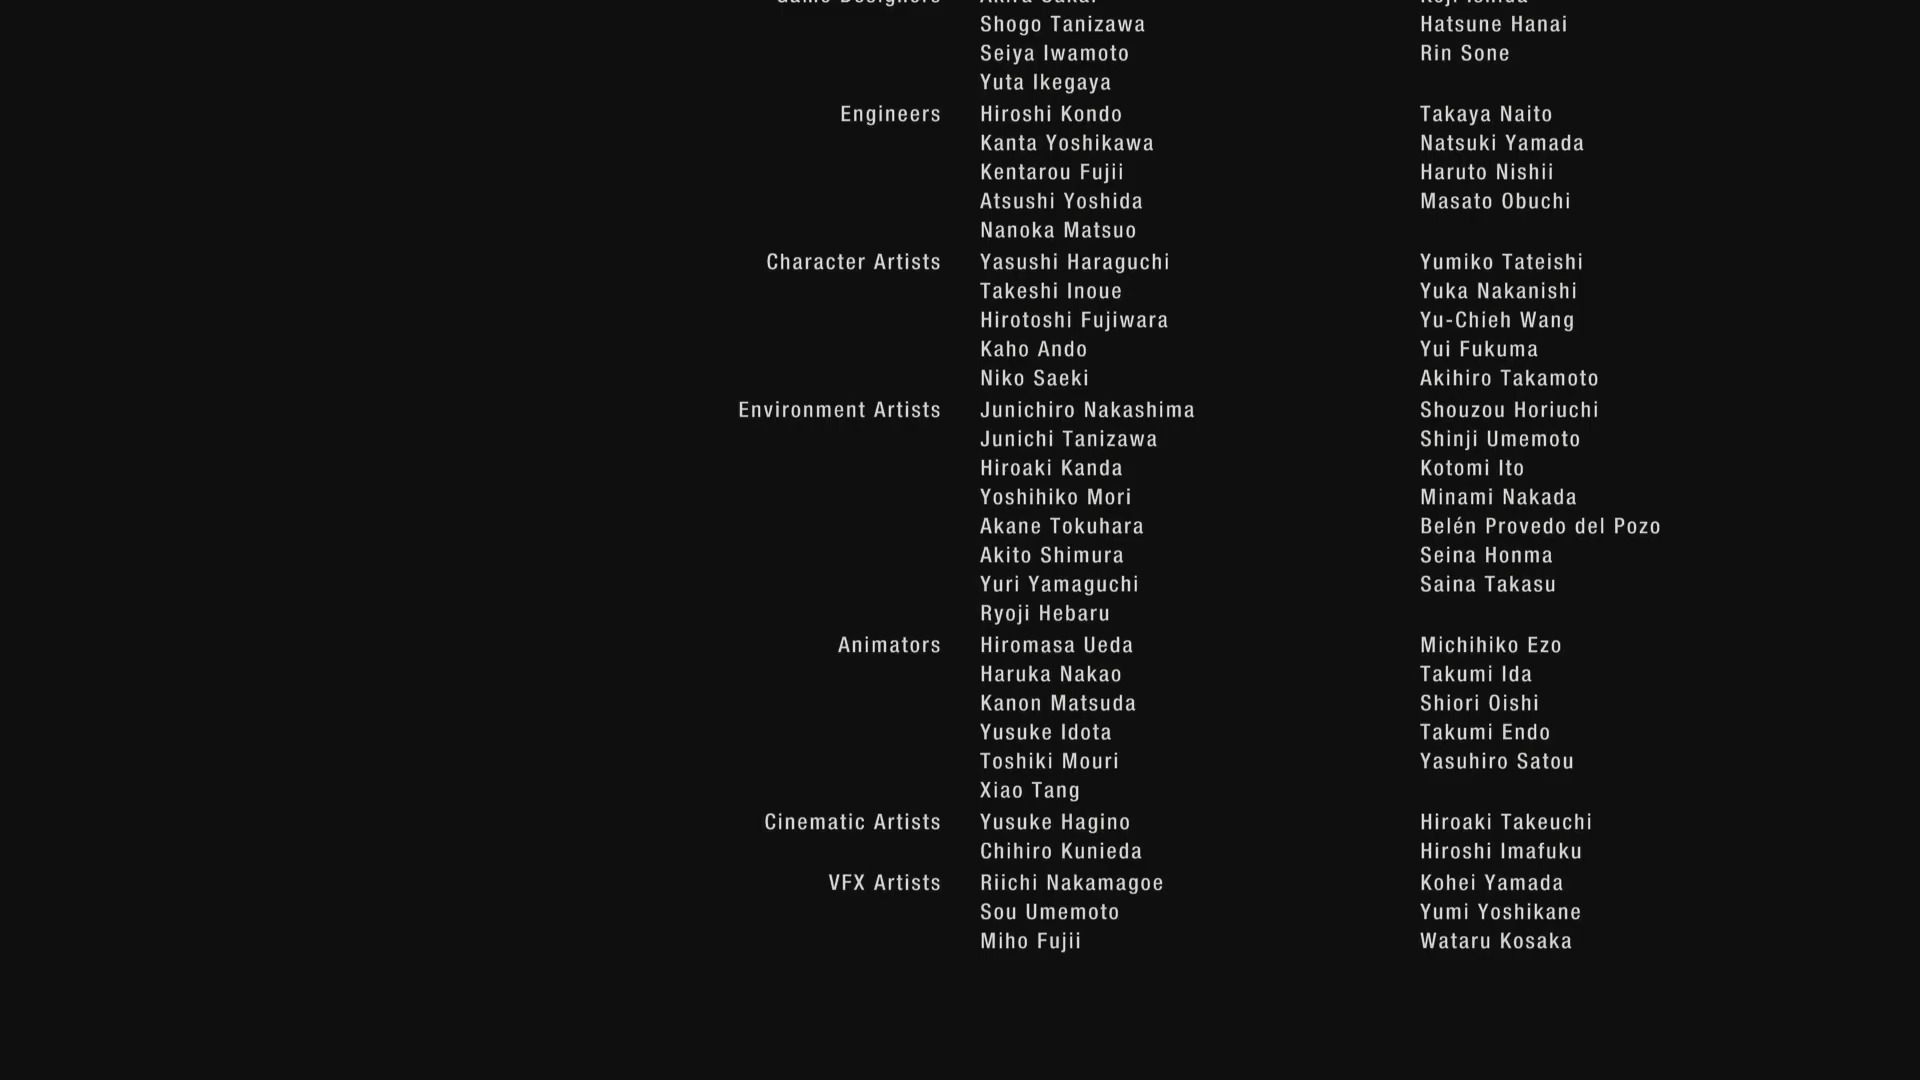 Shogo Tanizawa Hatsune Hanai
Seiya Iwamoto Rin Sone
Yuta Ikegaya
Engineers Hiroshi Kondo Takaya Naito
Kanta Yoshikawa Natsuki Yamada
Kentarou Fujii Haruto Nishii
Atsushi Yoshida Masato Obuchi
Nanoka Matsuo
Character Artists Yasushi Haraguchi Yumiko Tateishi
Takeshi Inoue Yuka Nakanishi
Hirotoshi Fujiwara Yu-Chieh Wang
Kaho Ando Yui Fukuma
Niko Saeki Akihiro Takamoto
Environment Artists Junichiro Nakashima Shouzou Horiuchi
Junichi Tanizawa Shinji Umemoto
Hiroaki Kanda Kotomi Ito
Yoshihiko Mori Minami Nakada
Akane Tokuhara Belén Provedo del Pozo
Akito Shimura Seina Honma
Yuri Yamaguchi Saina Takasu
Ryoji Hebaru
Animators Hiromasa Ueda Michihiko Ezo
Haruka Nakao Takumi Ida
Kanon Matsuda Shiori Oishi
Yusuke Idota Takumi Endo
Toshiki Mouri Yasuhiro Satou
Xiao Tang
Cinematic Artists Yusuke Hagino Hiroaki Takeuchi
Chihiro Kunieda Hiroshi Imafuku
VFX Artists Riichi Nakamagoe Kohei Yamada
Sou Umemoto Yumi Yoshikane
Miho Fujii Wataru Kosaka